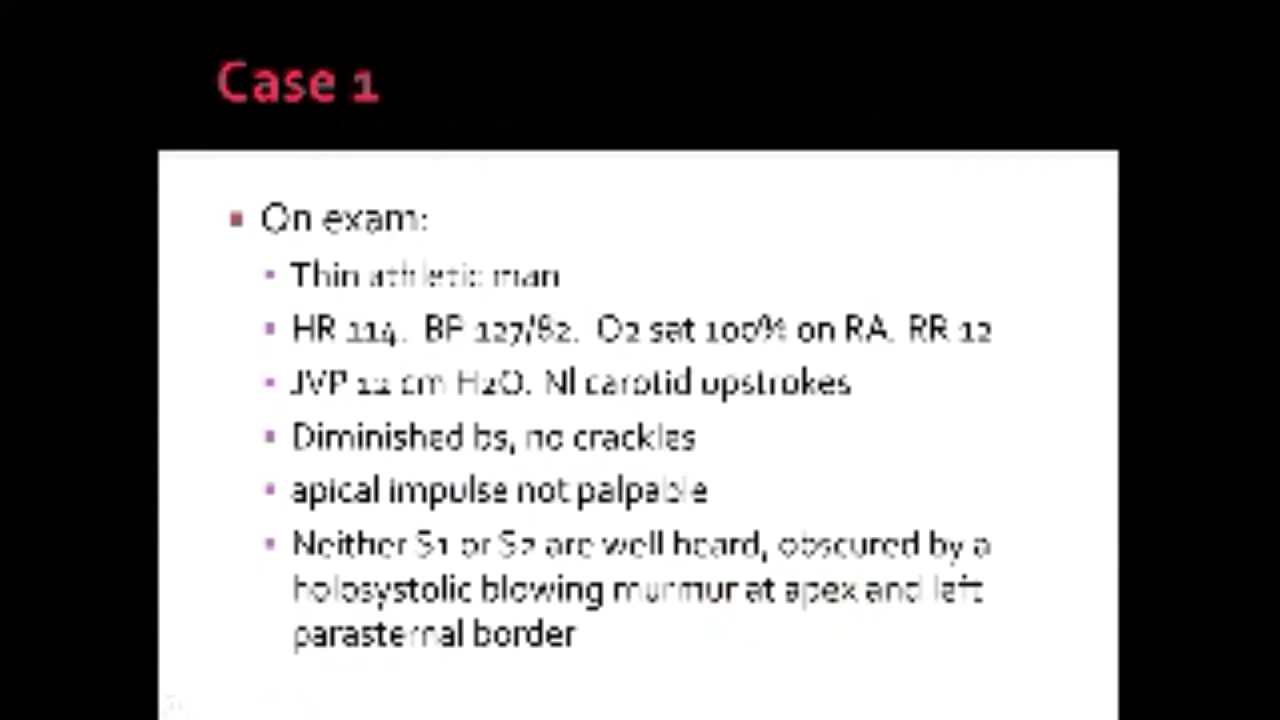 Case 1
On exam:
Thin athletic man
HR 114. BP 127/82. O2 sat 100% on RA. RR 12
JVP 12 cm H2O. Nl carotid upstrokes
Diminished bs, no crackles
apical impulse not palpable
Neither S1 or S2 are well heard, obscured by a
holosystolic blowing murmur at apex and left
parasternal border